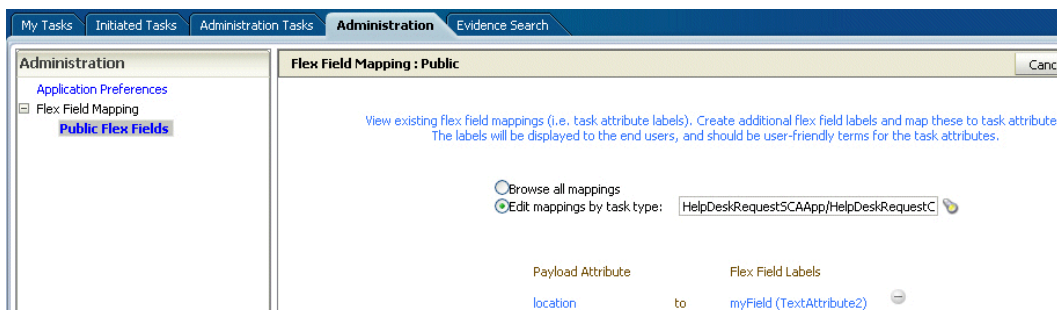 My Tasks Initiated Tasks Administration Tasks Administration Evidence Search
Administration
Application Preferences
Flex Field Mapping
Public Flex Fields
Flex Field Mapping : Public
Canc
View existing flex field mappings (i.e. task attribute labels). Create additional flex field labels and map these to task attribute
The labels will be displayed to the end users, and should be user-friendly terms for the task attributes.
Browse all mappings
Edit mappings by task type: HelpDeskRequestSCAApp/HelpDeskRequestC
Payload Attribute Flex Field Labels
location to myField (TextAttribute2)